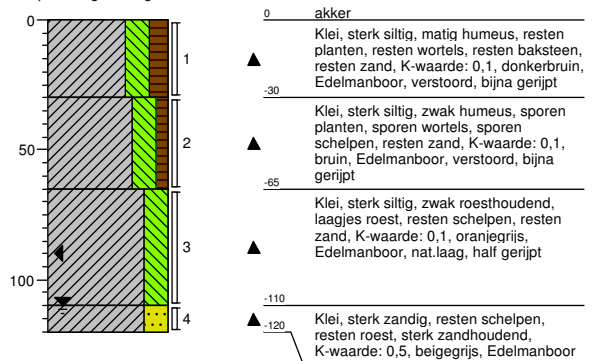 0
50
100
1
2
3
4
0 akker
Klei, sterk siltig, matig humeus, resten
planten, resten wortels, resten baksteen,
resten zand, K-waarde: 0,1, donkerbruin,
Edelmanboor, verstoord, bijna gerijpt
-30
Klei, sterk siltig, zwak humeus, sporen
planten, sporen wortels, sporen
schelpen, resten zand, K-waarde: 0,1,
bruin, Edelmanboor, verstoord, bijna
gerijpt
-65
Klei, sterk siltig, zwak roesthoudend,
laagjes roest, resten schelpen, resten
zand, K-waarde: 0,1, oranjegrijs,
Edelmanboor, nat.laag, half gerijpt
-110
Klei, sterk zandig, resten schelpen,
-120
resten roest, sterk zandhoudend,
K-waarde: 0,5, beigegrijs, Edelmanboor